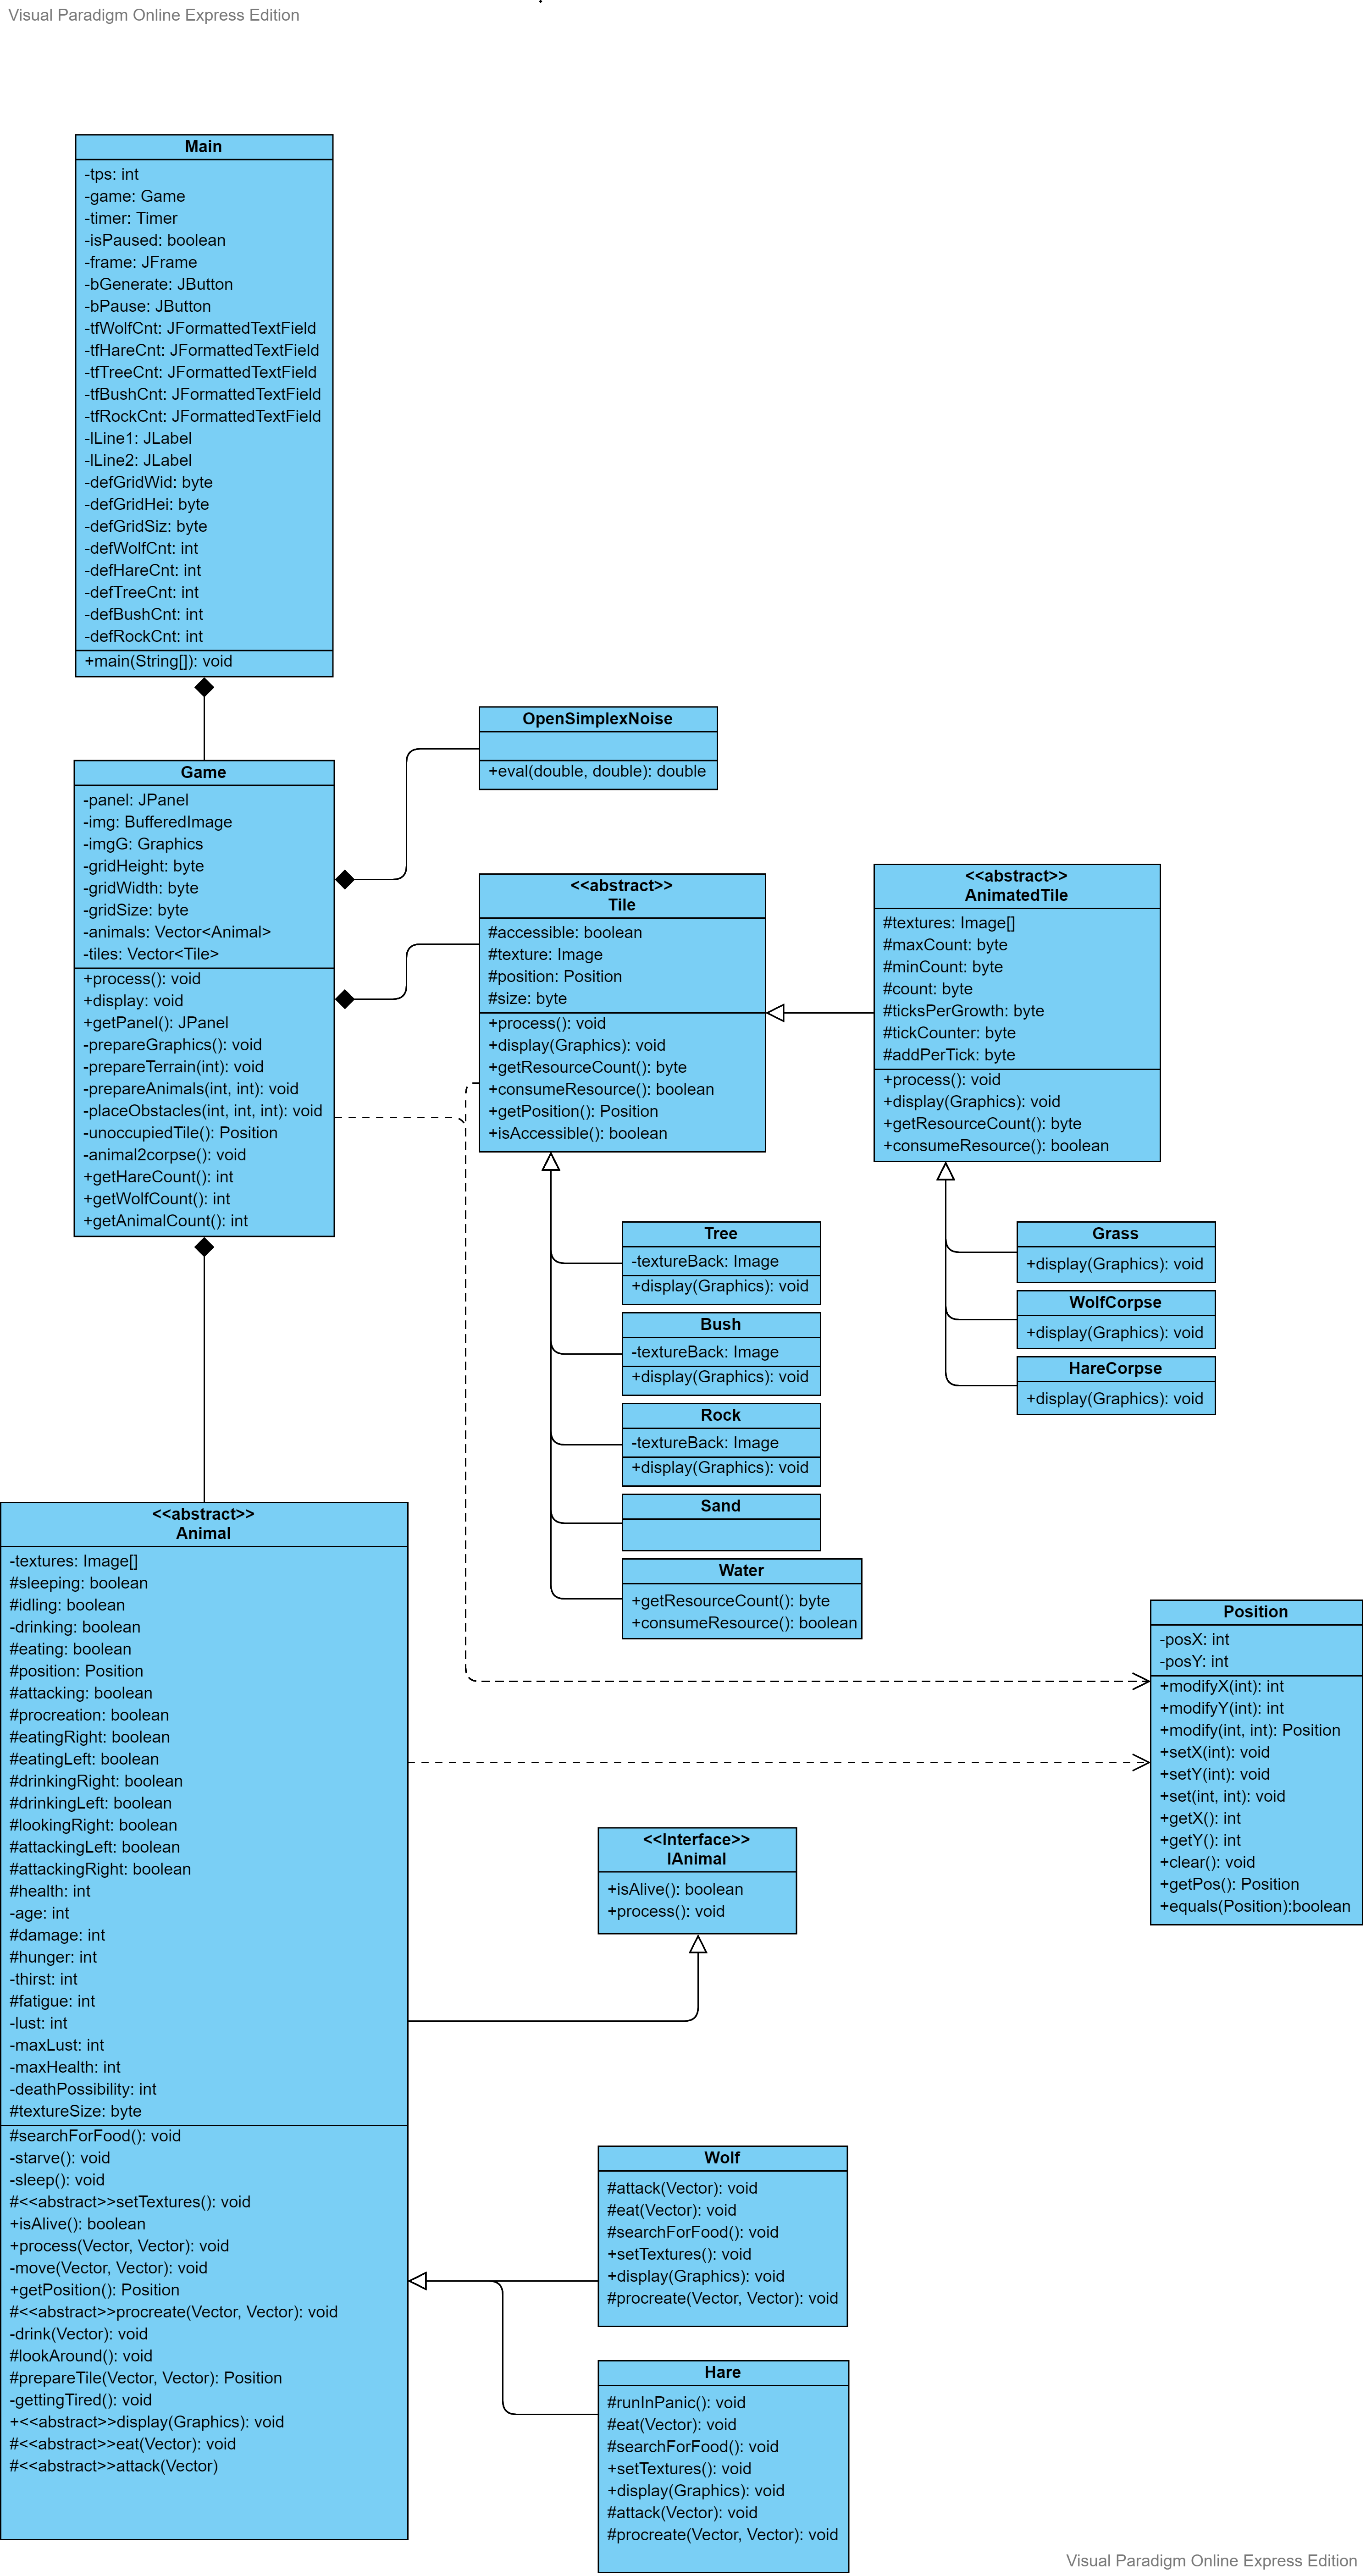 Visual Paradigm Online Express Edition
Main
-tps: int
-game: Game
-timer: Timer
-isPaused: boolean
-frame: JFrame
-bGenerate: JButton
-bPause: JButton
-tfWolfCnt: JFormattedTextField
-tfHareCnt: JFormattedTextField
-tfTreeCnt: JFormattedTextField
-tfBushCnt: JFormattedTextField
-tfRockCnt: JFormattedTextField
-lLine1: JLabel
-lLine2: JLabel
-defGridWid: byte
-defGridHei: byte
-defGridSiz: byte
-defWolfCnt: int
-defHareCnt: int
-defTreeCnt: int
-defBushCnt: int
-defRockCnt: int
+main(String[]): void
OpenSimplexNoise
+eval(double, double): double
Game
-panel: JPanel
-img: BufferedImage
-imgG: Graphics
-gridHeight: byte
-gridWidth: byte
-gridSize: byte
-animals: Vector<Animal>
-tiles: Vector<Tile>
+process(): void
+display: void
+getPanel(): JPanel
-prepareGraphics(): void
-prepareTerrain(int): void
-prepareAnimals(int, int): void
-placeObstacles(int, int, int): void
-unoccupiedTile(): Position
-animal2corpse(): void
+getHareCount(): int
+getWolfCount(): int
+getAnimalCount(): int
<<abstract>>
Tile
#accessible: boolean
#texture: Image
#position: Position
#size: byte
+process(): void
+display(Graphics): void
+getResourceCount(): byte
+consumeResource(): boolean
+getPosition(): Position
+isAccessible(): boolean
<<abstract>>
AnimatedTile
#textures: Image[]
#maxCount: byte
#minCount: byte
#count: byte
#ticksPerGrowth: byte
#tickCounter: byte
#addPerTick: byte
+process(): void
+display(Graphics): void
+getResourceCount(): byte
+consumeResource(): boolean
Tree
-textureBack: Image
+display(Graphics): void
Bush
-textureBack: Image
+display(Graphics): void
Rock
-textureBack: Image
+display(Graphics): void
Sand
Water
+getResourceCount(): byte
+consumeResource(): boolean
Grass
+display(Graphics): void
WolfCorpse
+display(Graphics): void
HareCorpse
+display(Graphics): void
<<abstract>>
Animal
-textures: Image[]
#sleeping: boolean
#idling: boolean
-drinking: boolean
#eating: boolean
#position: Position
#attacking: boolean
#procreation: boolean
#eatingRight: boolean
#eatingLeft: boolean
#drinkingRight: boolean
#drinkingLeft: boolean
#lookingRight: boolean
#attackingLeft: boolean
#attackingRight: boolean
#health: int
-age: int
#damage: int
#hunger: int
-thirst: int
#fatigue: int
-lust: int
-maxLust: int
-maxHealth: int
-deathPossibility: int
#textureSize: byte
#searchForFood(): void
-starve(): void
-sleep(): void
#<<abstract>>setTextures(): void
+isAlive(): boolean
+process(Vector, Vector): void
-move(Vector, Vector): void
+getPosition(): Position
#<<abstract>>procreate(Vector, Vector): void
-drink(Vector): void
#lookAround(): void
#prepareTile(Vector, Vector): Position
-gettingTired(): void
+<<abstract>>display(Graphics): void
#<<abstract>>eat(Vector): void
#<<abstract>>attack(Vector)
Position
-posX: int
-posY: int
+modifyX(int): int
+modifyY(int): int
+modify(int, int): Position
+setX(int): void
+setY(int): void
+set(int, int): void
+getX(): int
+getY(): int
+clear(): void
+getPos(): Position
+equals(Position):boolean
<<Interface>>
IAnimal
+isAlive(): boolean
+process(): void
Wolf
#attack(Vector): void
#eat(Vector): void
#searchForFood(): void
+setTextures(): void
+display(Graphics): void
#procreate(Vector, Vector): void
Hare
#runInPanic(): void
#eat(Vector): void
#searchForFood(): void
+setTextures(): void
+display(Graphics): void
#attack(Vector): void
#procreate(Vector, Vector): void
Visual Paradigm Online Express Edition